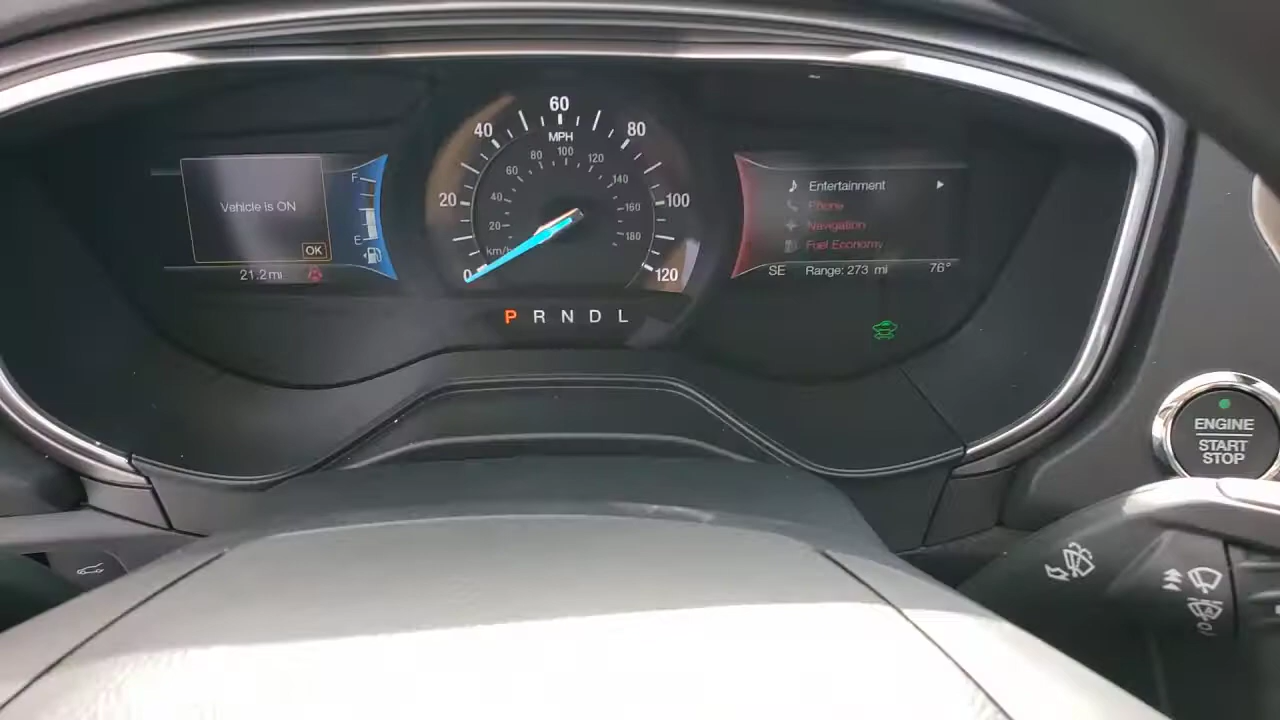 Vehicle is ON
OK
21.2 mi
F
E
0
20
40
60
80
100
120
MPH
20
40
60
80
100
120
140
160
180
km/h
P R N D L
Entertainment
Phone
Navigation
Fuel Economy
SE Range: 273 mi 76°
ENGINE
START
STOP